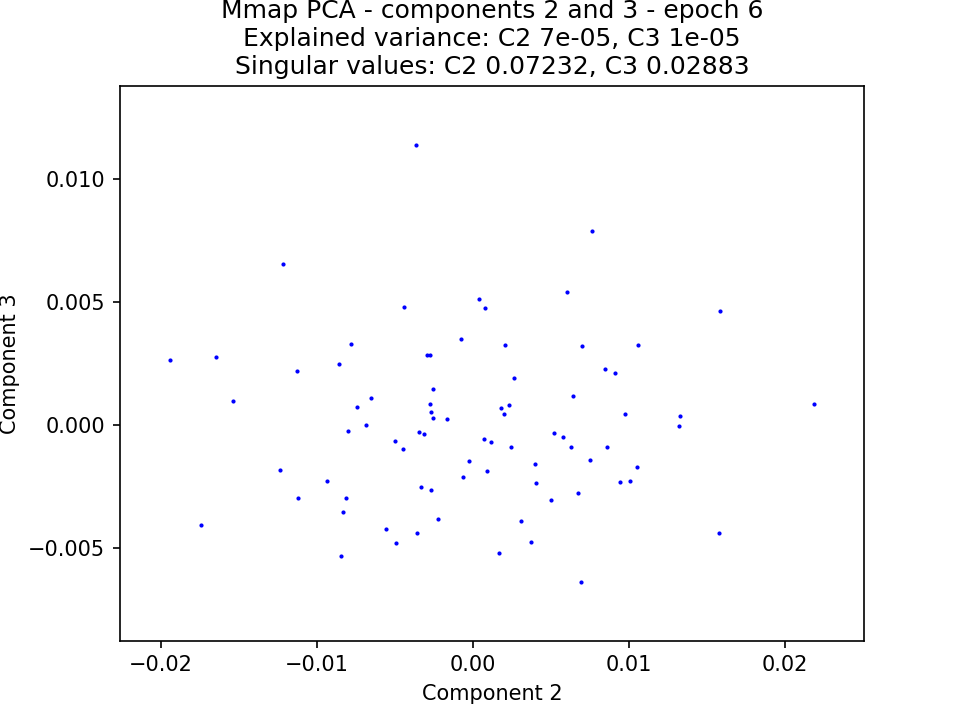 Mmap PCA - components 2 and 3 - epoch 6
Explained variance: C2 7e-05, C3 1e-05
Singular values: C2 0.07232, C3 0.02883
0.010
0.005
0.000
−0.005
Component 3
−0.02
−0.01
0.00
0.01
0.02
Component 2